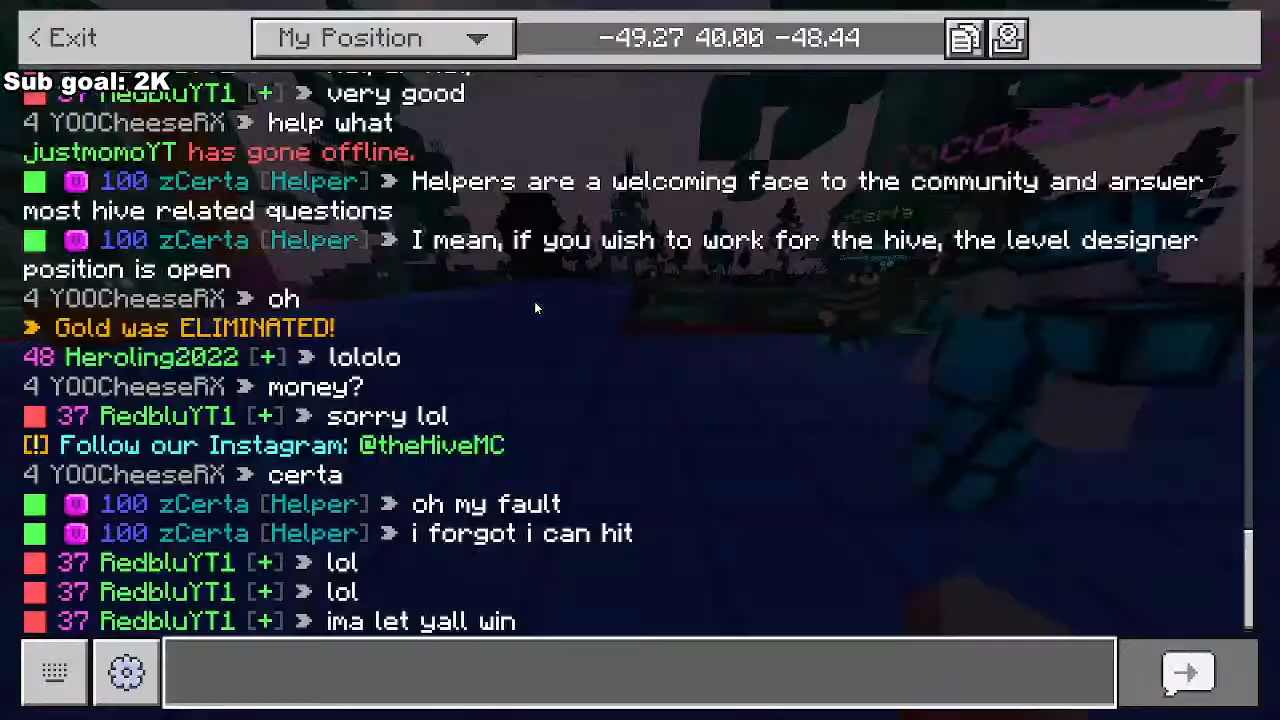 < Exit
My Position
-49.27 40.00 -48.44
Sub goal: 2K
37 RedbluYT1 [+] » very good
4 YOOCheeseRX » help what
justmomoYT has gone offline.
100 zCerta [Helper] » Helpers are a welcoming face to the community and answer
most hive related questions
100 zCerta [Helper] » I mean, if you wish to work for the hive, the level designer
position is open
4 YOOCheeseRX » oh
» Gold was ELIMINATED!
48 Heroling2022 [+] » lololo
4 YOOCheeseRX » money?
37 RedbluYT1 [+] » sorry lol
[!] Follow our Instagram: @theHiveMC
4 YOOCheeseRX » certa
100 zCerta [Helper] » oh my fault
100 zCerta [Helper] » i forgot i can hit
37 RedbluYT1 [+] » lol
37 RedbluYT1 [+] » lol
37 RedbluYT1 [+] » ima let yall win